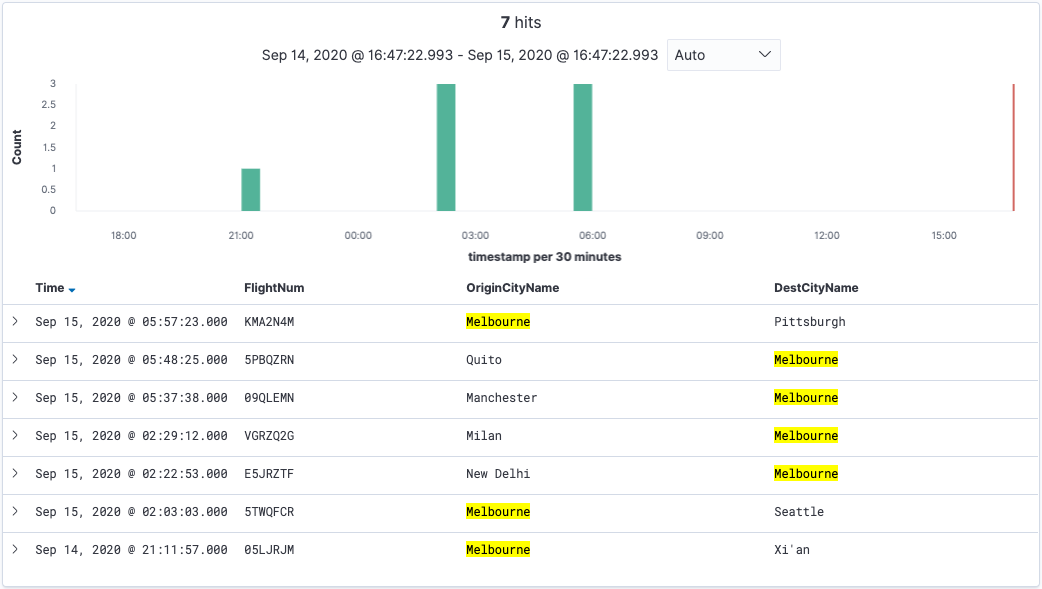 7 hits
Sep 14, 2020 @ 16:47:22.993 - Sep 15, 2020 @ 16:47:22.993 Auto
Count
3
2.5
2
1.5
1
0.5
0
18:00 21:00 00:00 03:00 06:00 09:00 12:00 15:00
timestamp per 30 minutes
Time FlightNum OriginCityName DestCityName
Sep 15, 2020 @ 05:57:23.000 KMA2N4M Melbourne Pittsburgh
Sep 15, 2020 @ 05:48:25.000 5PBQZRN Quito Melbourne
Sep 15, 2020 @ 05:37:38.000 09QLEMN Manchester Melbourne
Sep 15, 2020 @ 02:29:12.000 VGRZQ2G Milan Melbourne
Sep 15, 2020 @ 02:22:53.000 E5JRZTF New Delhi Melbourne
Sep 15, 2020 @ 02:03:03.000 5TWQFCR Melbourne Seattle
Sep 14, 2020 @ 21:11:57.000 05LJRJM Melbourne Xi'an